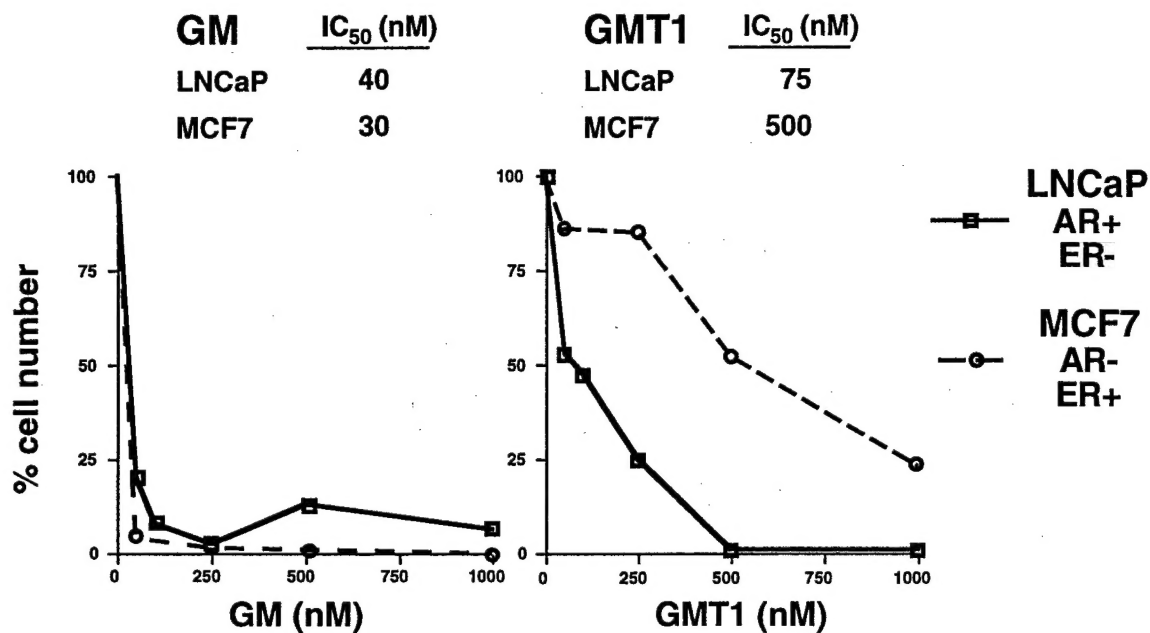 GM IC50 (nM)
LNCaP 40
MCF7 30
GMT1 IC50 (nM)
LNCaP 75
MCF7 500
% cell number
100
75
50
25
0
0 250 500 750 1000
GM (nM)
100
75
50
25
0
0 250 500 750 1000
GMT1 (nM)
LNCaP
AR+
ER-
MCF7
AR-
ER+